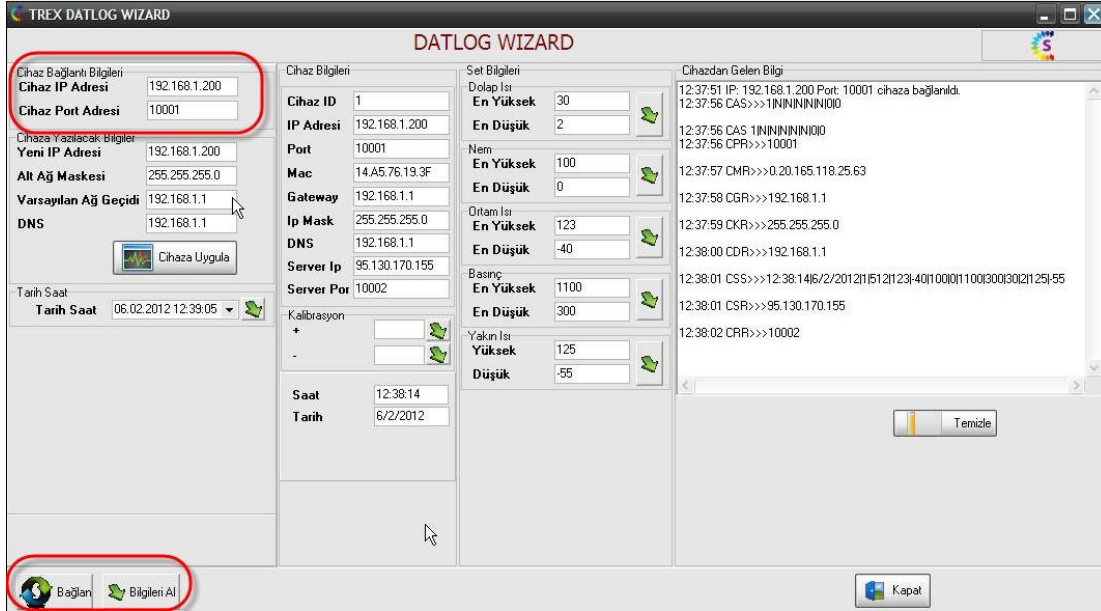 TREX DATLOG WIZARD
DATLOG WIZARD
S
Cihaz Bağlantı Bilgileri
Cihaz IP Adresi 192.168.1.200
Cihaz Port Adresi 10001
Cihaza Yazılacak Bilgiler
Yeni IP Adresi 192.168.1.200
Alt Ağ Maskesi 255.255.255.0
Varsayılan Ağ Geçidi 192.168.1.1
DNS 192.168.1.1
Cihaza Uygula
Tarih Saat
Tarih Saat 06.02.2012 12:39:05
Bağlan
Bilgileri Al
Cihaz Bilgileri
Cihaz ID 1
IP Adresi 192.168.1.200
Port 10001
Mac 14.A5.76.19.3F
Gateway 192.168.1.1
Ip Mask 255.255.255.0
DNS 192.168.1.1
Server Ip 95.130.170.155
Server Por 10002
Kalibrasyon
+
-
Saat 12:38:14
Tarih 6/2/2012
Set Bilgileri
Dolap Isı
En Yüksek 30
En Düşük 2
Nem
En Yüksek 100
En Düşük 0
Ortam Isı
En Yüksek 123
En Düşük -40
Basınç
En Yüksek 1100
En Düşük 300
Yakın Isı
Yüksek 125
Düşük -55
Cihazdan Gelen Bilgi
12:37:51 IP: 192.168.1.200 Port: 10001 cihaza bağlanıldı.
12:37:56 CAS>>>1|N|N|N|N|N|0|0
12:37:56 CAS 1|N|N|N|N|N|0|0
12:37:56 CPR>>>10001
12:37:57 CMR>>>0.20.165.118.25.63
12:37:58 CGR>>>192.168.1.1
12:37:59 CKR>>>255.255.255.0
12:38:00 CDR>>>192.168.1.1
12:38:01 CSS>>>12:38:14|6/2/2012|1|512|123|-40|100|0|1100|300|30|2|125|-55
12:38:01 CSR>>>95.130.170.155
12:38:02 CRR>>>10002
Temizle
Kapat